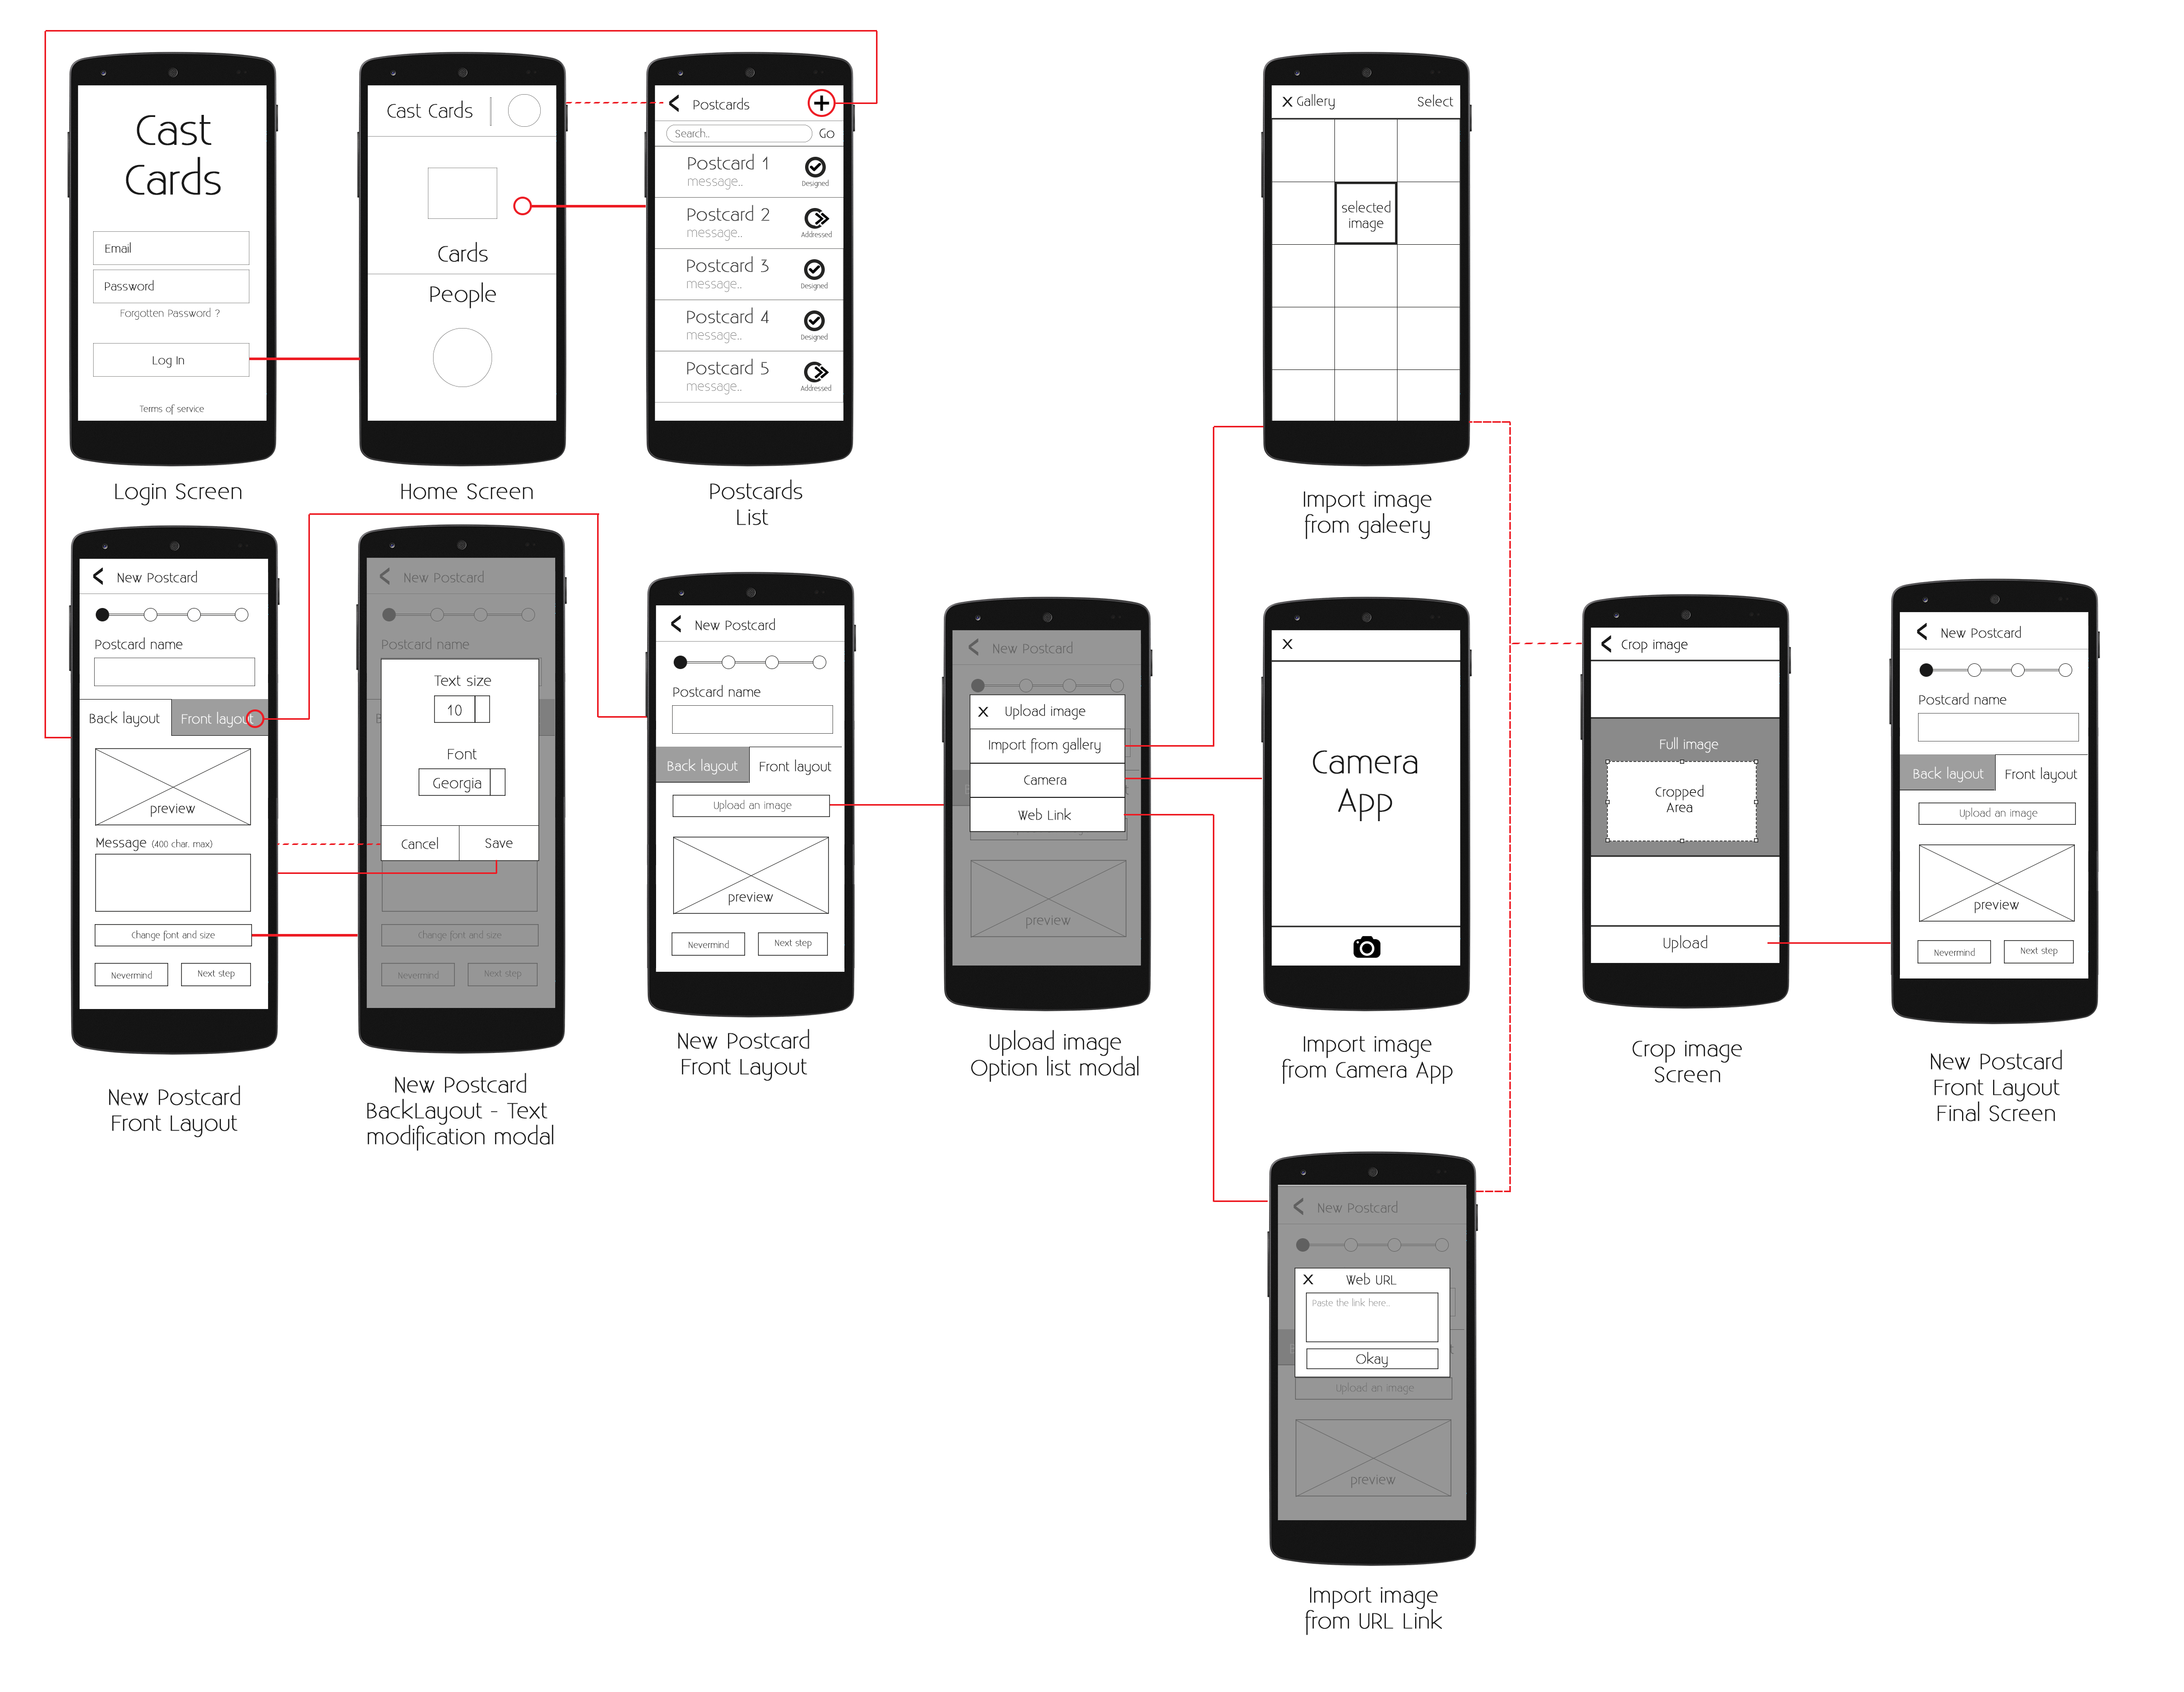 Cast
Cards
Email
Password
Forgotten Password ?
Log In
Terms of service
Login Screen
Cast Cards
Cards
People
Home Screen
Postcards
Search..
Go
Postcard 1
message..
Designed
Postcard 2
message..
Addressed
Postcard 3
message..
Designed
Postcard 4
message..
Designed
Postcard 5
message..
Addressed
Postcards
List
X Gallery
Select
selected
image
Import image
from galeery
New Postcard
Postcard name
Back layout
Front layout
preview
Message (400 char. max)
Change font and size
Nevermind
Next step
New Postcard
Front Layout
New Postcard
Postcard name
B
Text size
10
Font
Georgia
Cancel
Save
Change font and size
Nevermind
Next step
New Postcard
BackLayout - Text
modification modal
New Postcard
Postcard name
Back layout
Front layout
Upload an image
preview
Nevermind
Next step
New Postcard
Front Layout
New Postcard
X Upload image
Import from gallery
Camera
Web Link
preview
Upload image
Option list modal
X
Camera
App
Import image
from Camera App
Crop image
Full image
Cropped
Area
Upload
Crop image
Screen
New Postcard
Postcard name
Back layout
Front layout
Upload an image
preview
Nevermind
Next step
New Postcard
Front Layout
Final Screen
New Postcard
X Web URL
Paste the link here..
Okay
Upload an image
preview
Import image
from URL Link